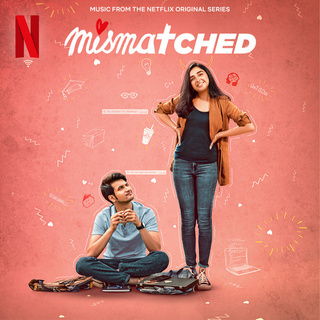 MUSIC FROM THE NETFLIX ORIGINAL SERIES
N
mismatCHED